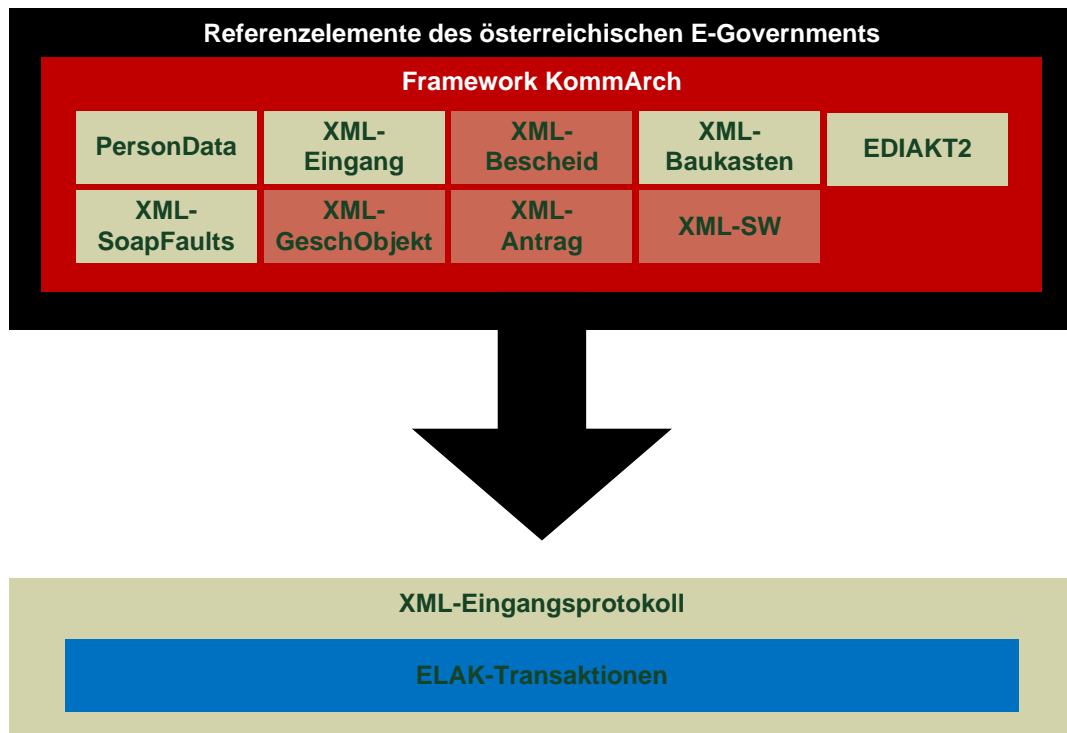 Referenzelemente des österreichischen E-Governments
Framework KommArch
PersonData
XML-
Eingang
XML-
Bescheid
XML-
Baukasten
EDIAKT2
XML-
SoapFaults
XML-
GeschObjekt
XML-
Antrag
XML-SW
XML-Eingangsprotokoll
ELAK-Transaktionen